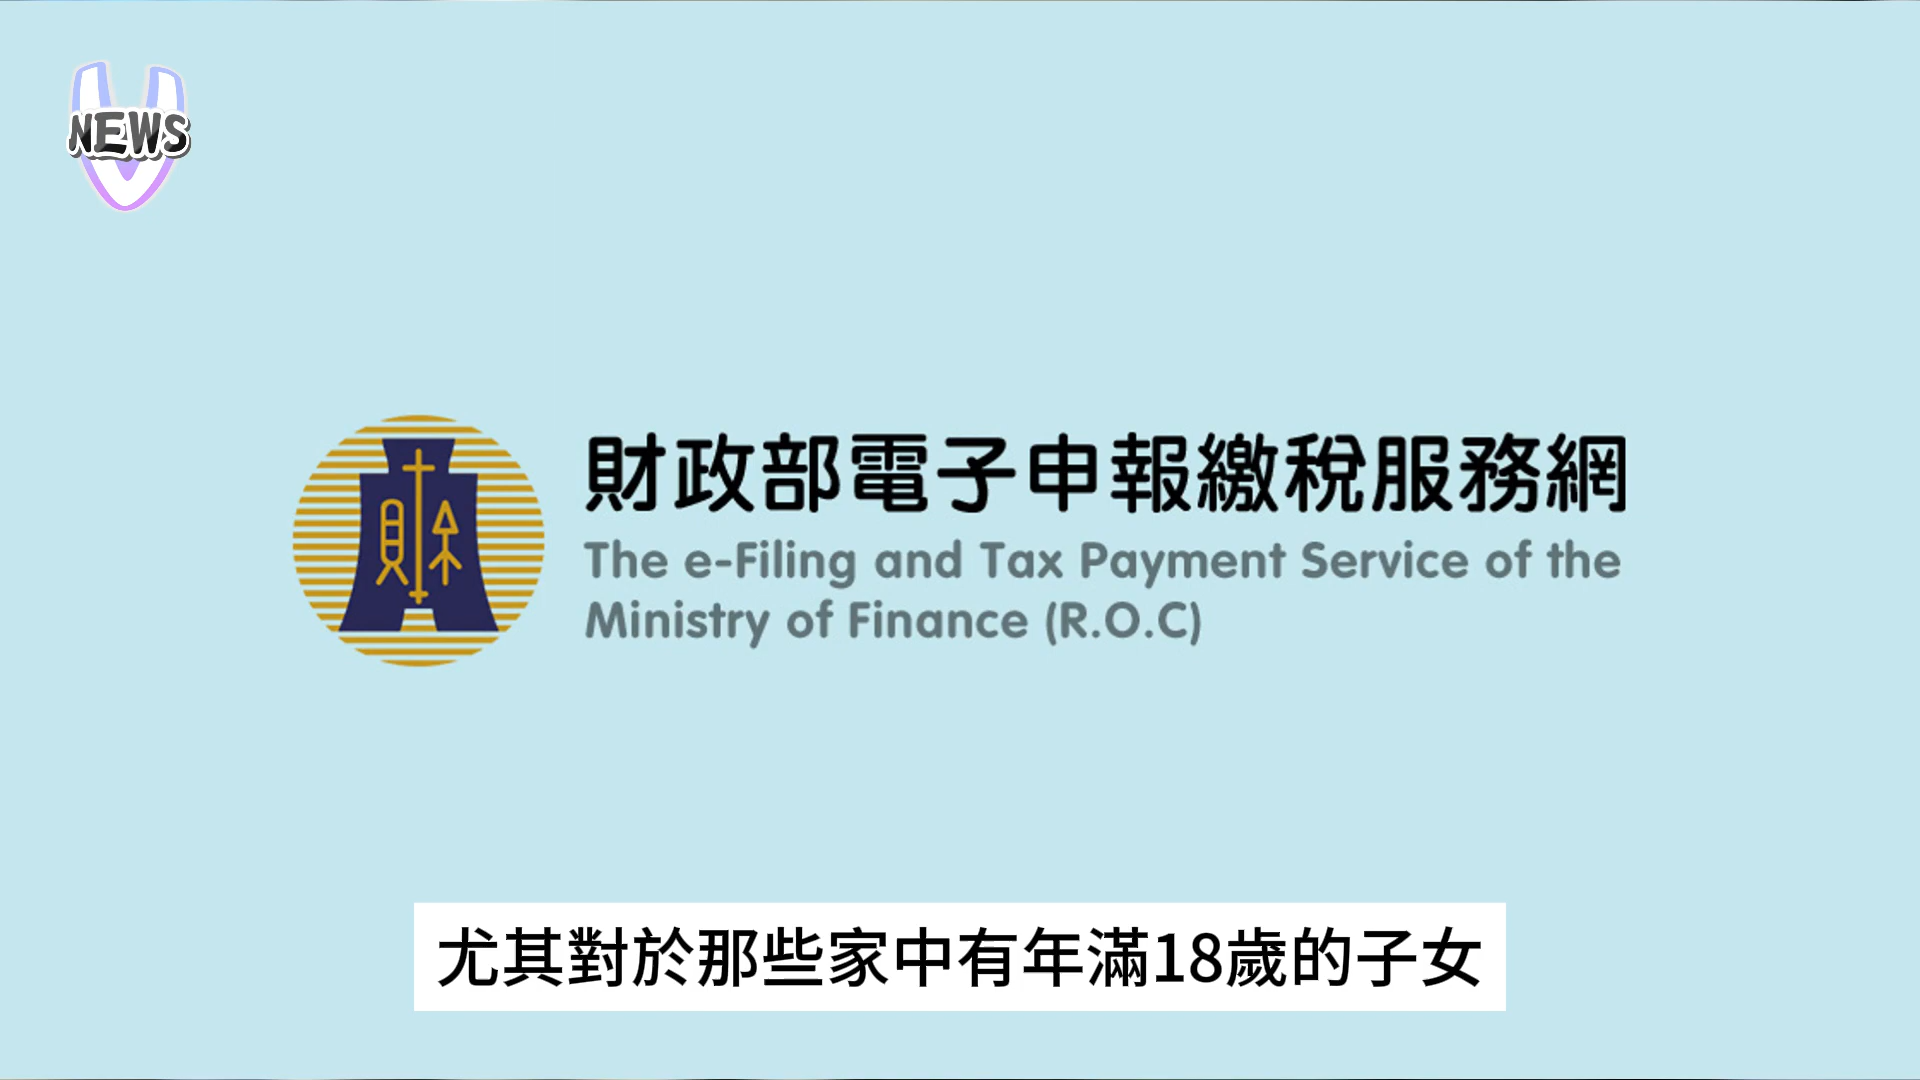 NEWS
財政部電子申報繳稅服務網
The e-Filing and Tax Payment Service of the
Ministry of Finance (R.O.C)
尤其對於那些家中有年滿18歲的子女